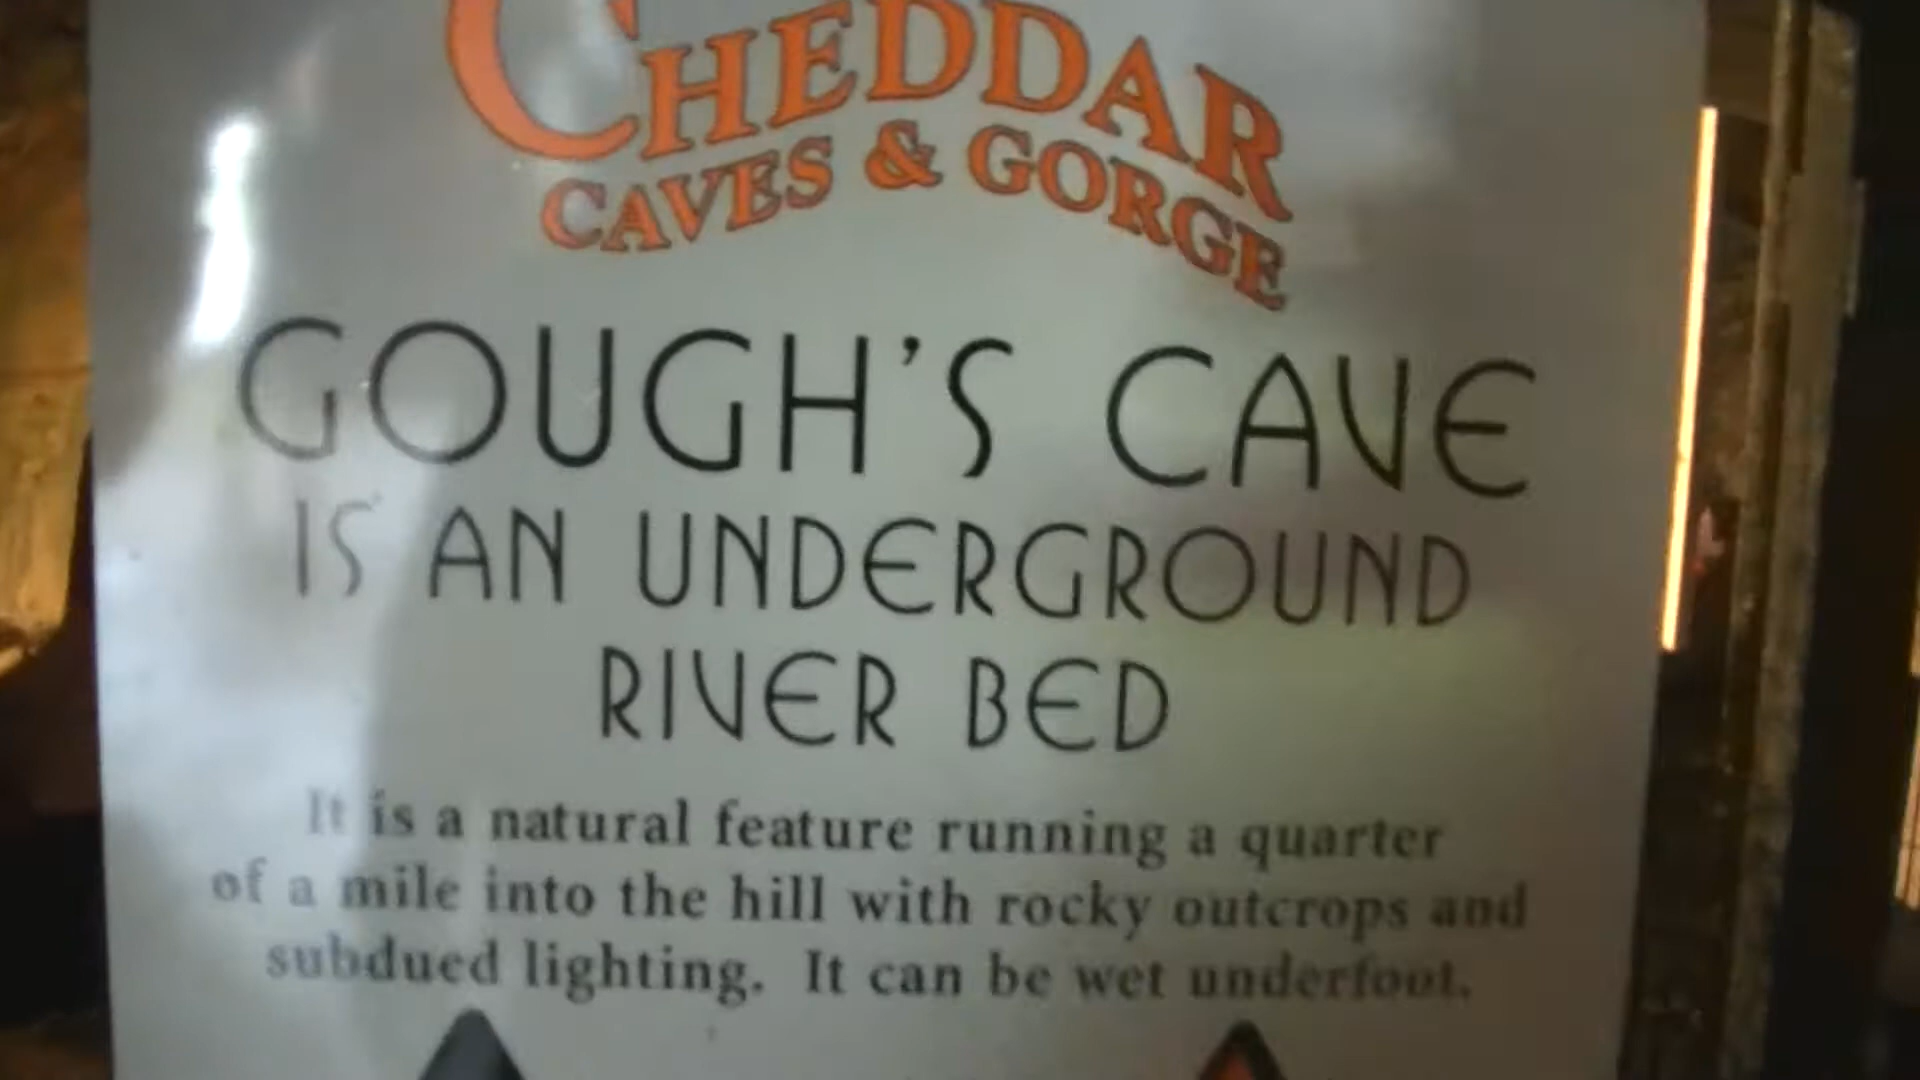 CHEDDAR
CAVES & GORGE
GOUGH'S CAVE
IS AN UNDERGROUND
RIVER BED
It is a natural feature running a quarter
of a mile into the hill with rocky outcrops and
subdued lighting. It can be wet underfoot.